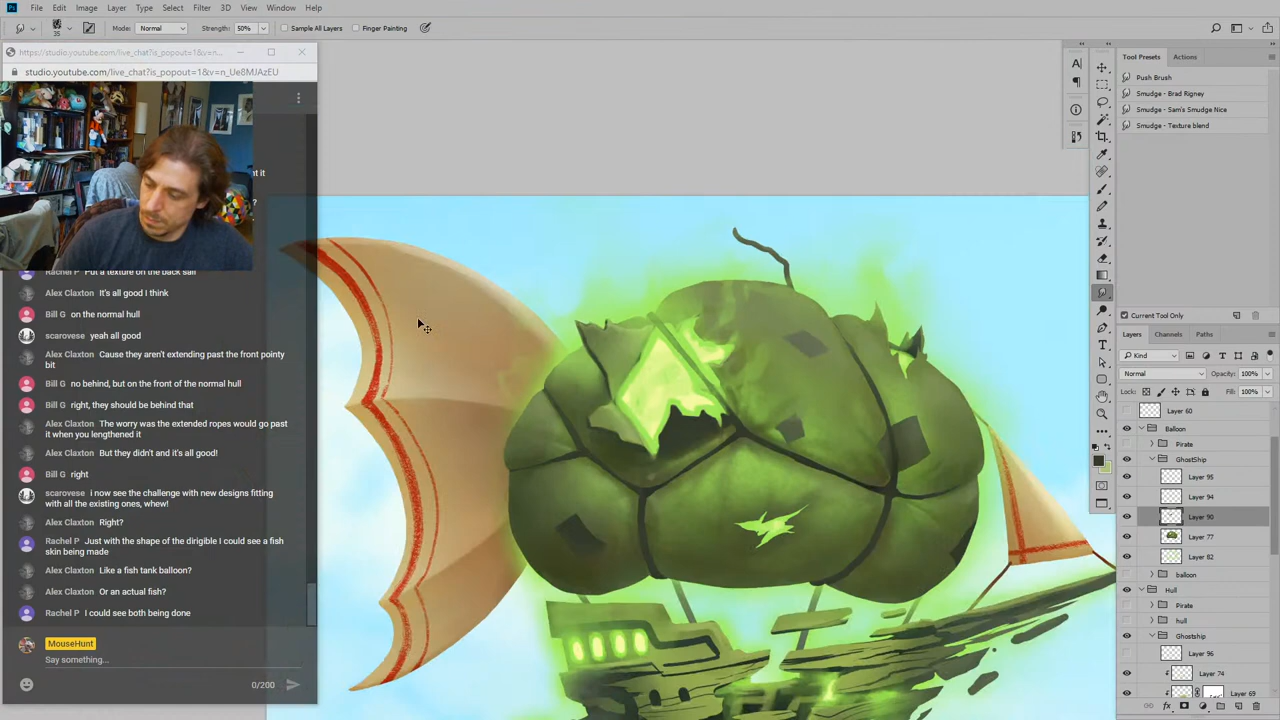 File Edit Image Layer Type Select Filter 3D View Window Help
35 Mode: Normal Strength: 50% Sample All Layers Finger Painting
https://studio.youtube.com/live_chat?is_popout=1&v=n_...
studio.youtube.com/live_chat?is_popout=1&v=n_Ue8MJAzEU
t it
?
Rachel P Put a texture on the back sail
Alex Claxton It's all good I think
Bill G on the normal hull
scarovese yeah all good
Alex Claxton Cause they aren't extending past the front pointy
bit
Bill G no behind, but on the front of the normal hull
Bill G right, they should be behind that
Alex Claxton The worry was the extended ropes would go
past it when you lengthened it
Alex Claxton But they didn't and it's all good!
Bill G right
scarovese i now see the challenge with new designs fitting
with all the existing ones, whew!
Alex Claxton Right?
Rachel P Just with the shape of the dirigible I could see a fish
skin being made
Alex Claxton Like a fish tank balloon?
Alex Claxton Or an actual fish?
Rachel P I could see both being done
MouseHunt
Say something...
0/200
Tool Presets Actions
Push Brush
Smudge - Brad Rigney
Smudge - Sam's Smudge Nice
Smudge - Texture blend
Current Tool Only
Layers Channels Paths
Kind
Normal Opacity: 100%
Lock: Fill: 100%
Layer 60
Balloon
Pirate
GhostShip
Layer 95
Layer 94
Layer 90
Layer 77
Layer 82
balloon
Hull
Pirate
hull
Ghostship
Layer 96
Layer 74
Layer 69